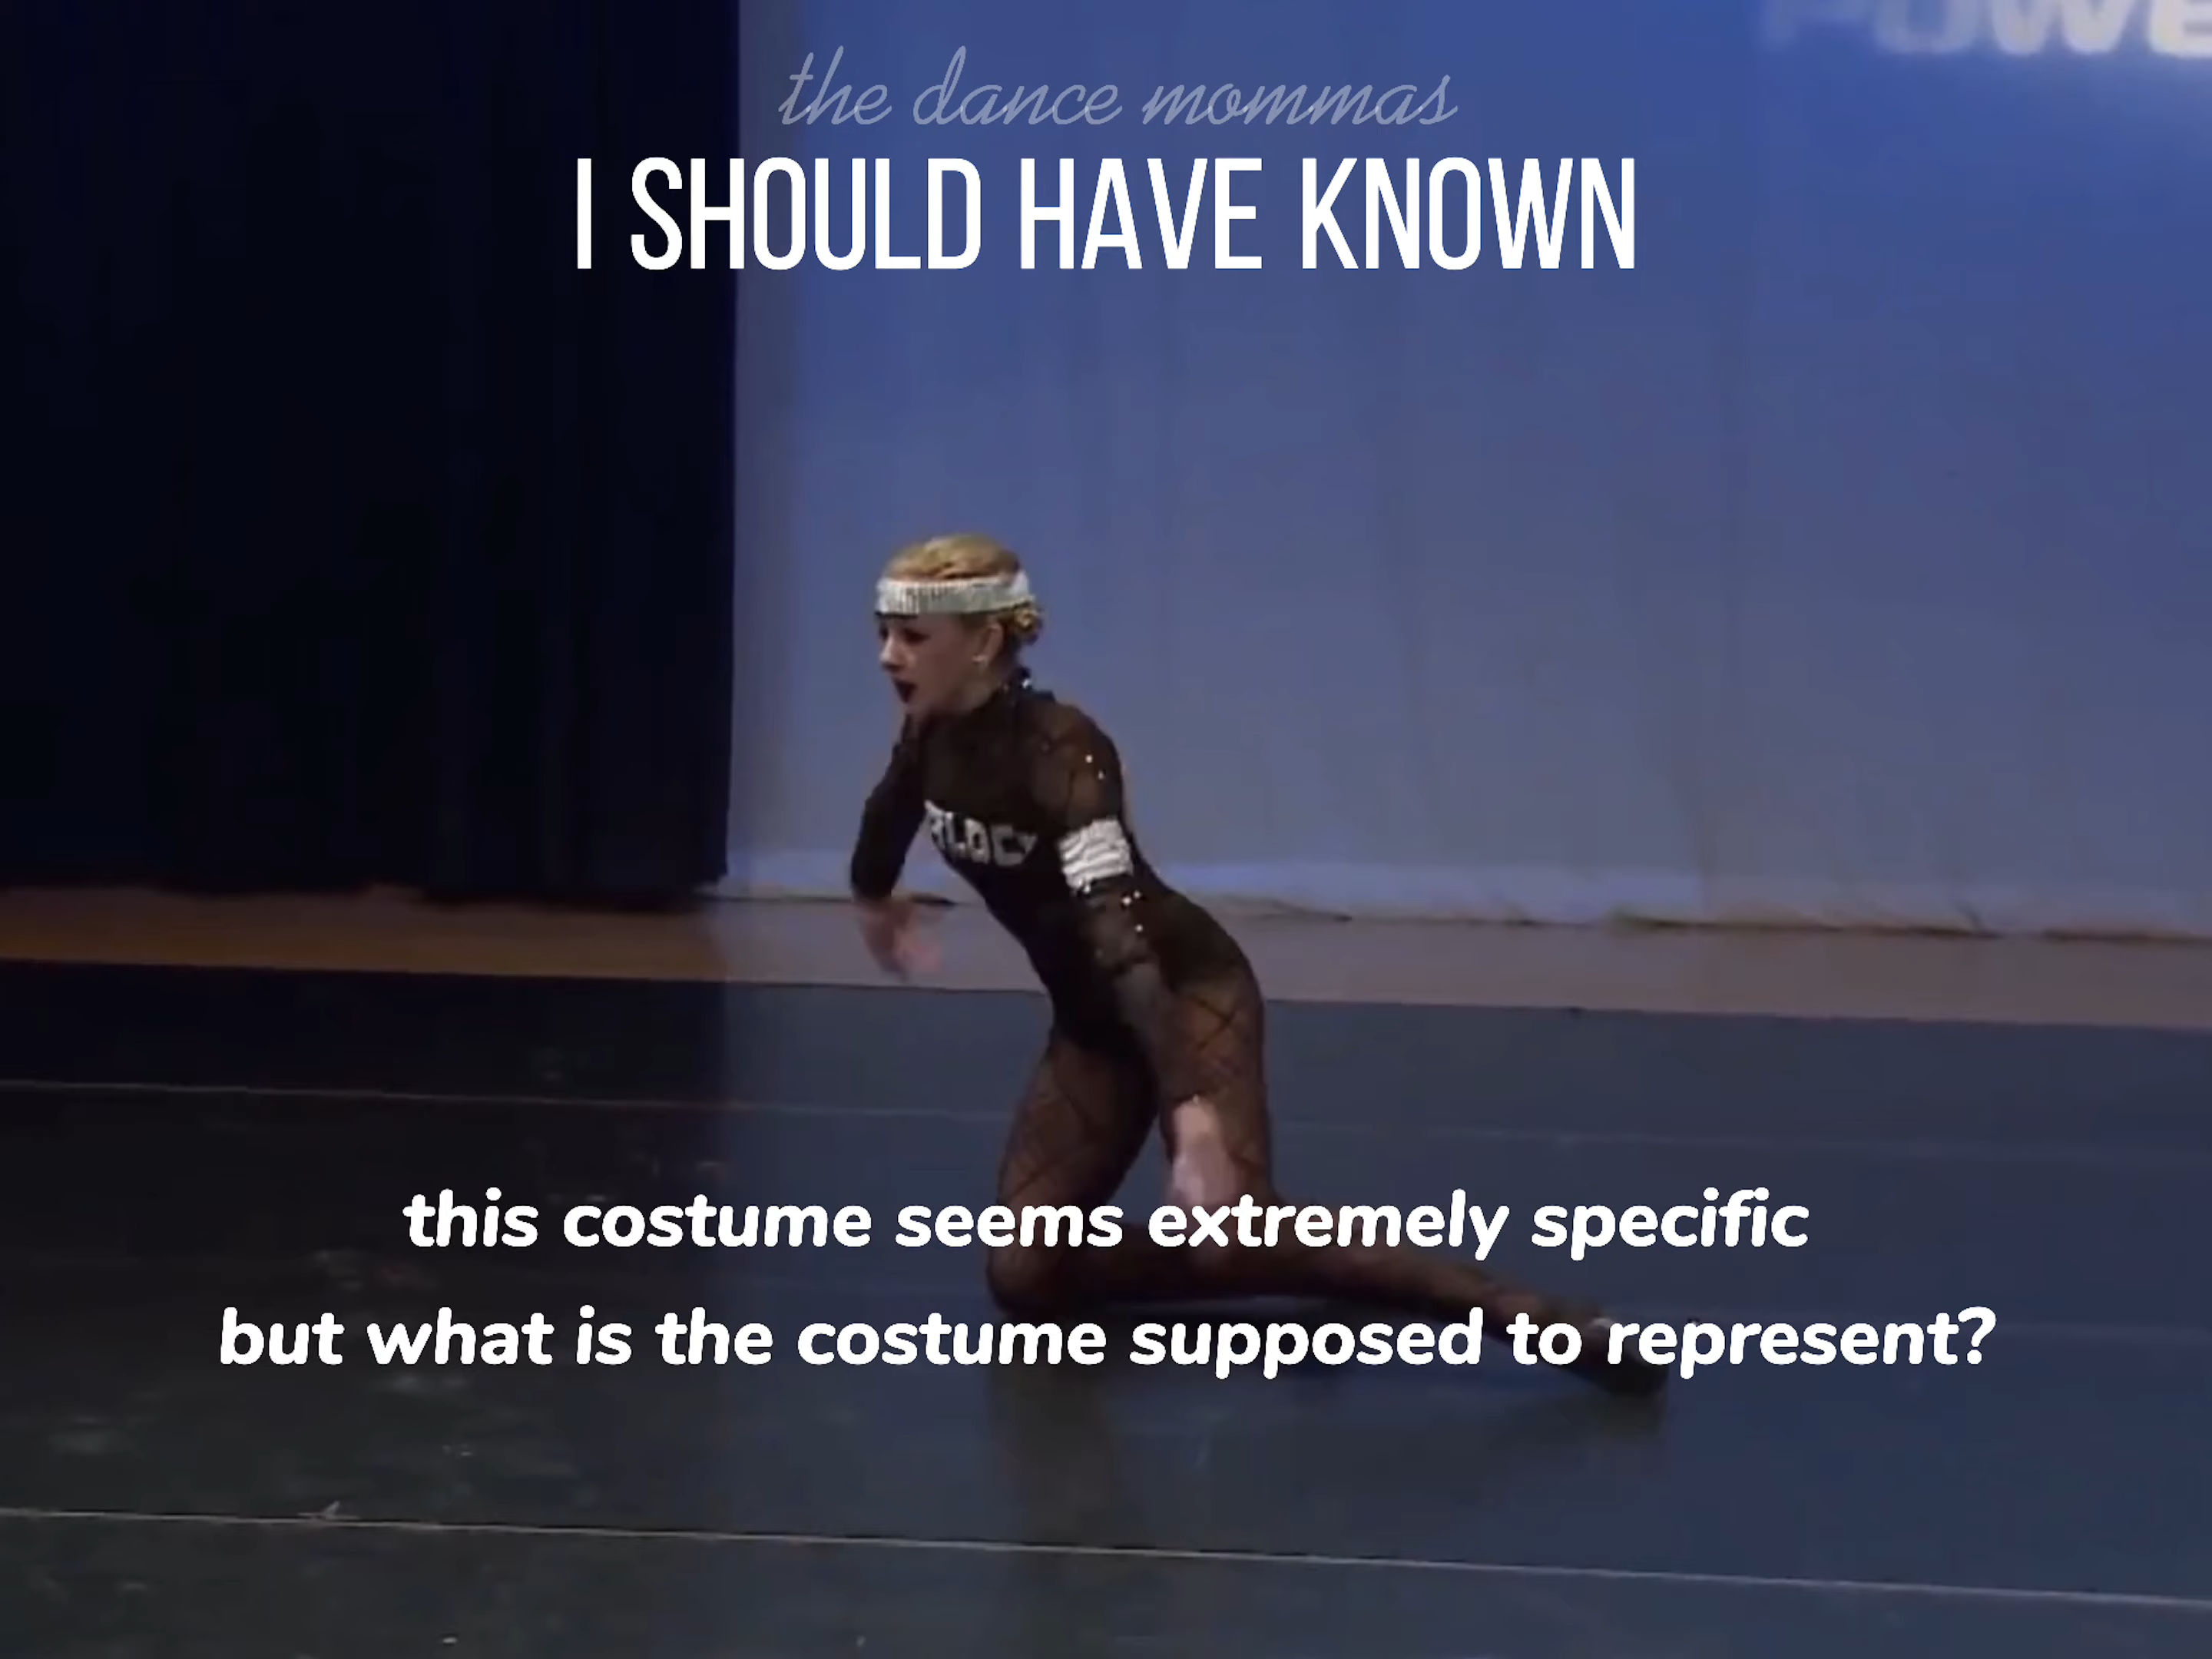 POWE
the dance mommas
I SHOULD HAVE KNOWN
this costume seems extremely specific
but what is the costume supposed to represent?